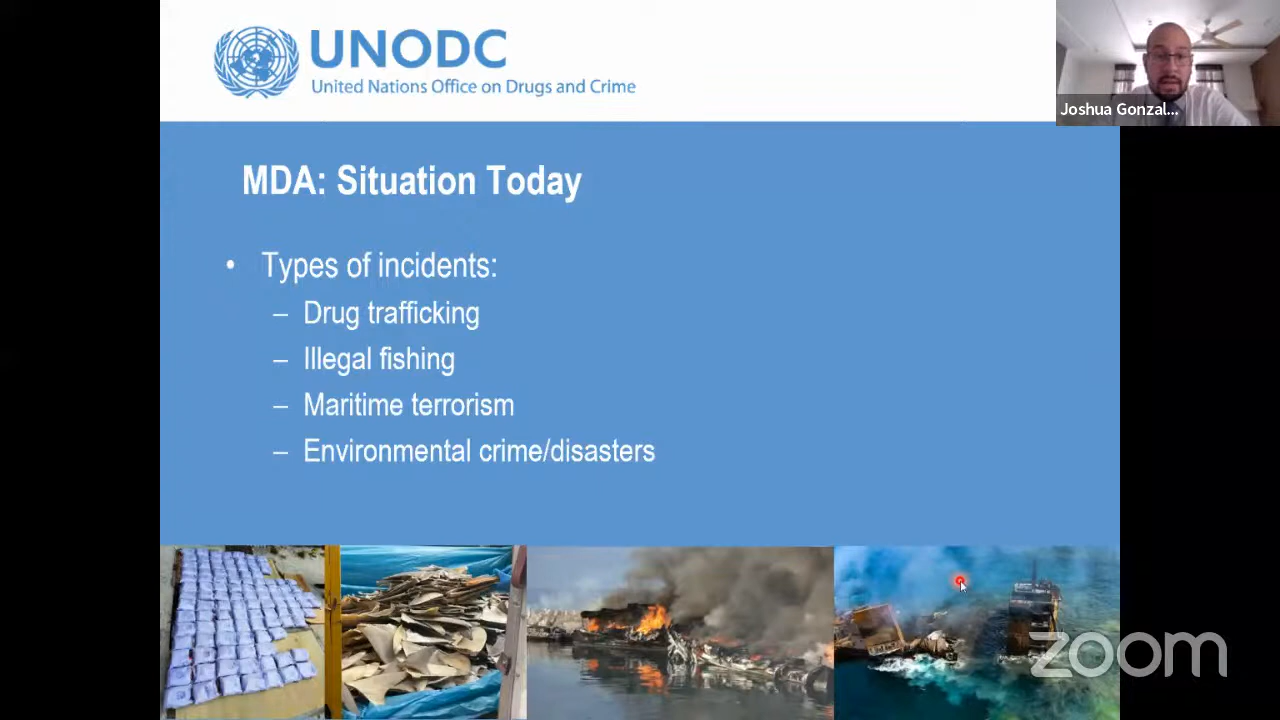 UNODC
United Nations Office on Drugs and Crime
Joshua Gonzal...
MDA: Situation Today
• Types of incidents:
– Drug trafficking
– Illegal fishing
– Maritime terrorism
– Environmental crime/disasters
zoom